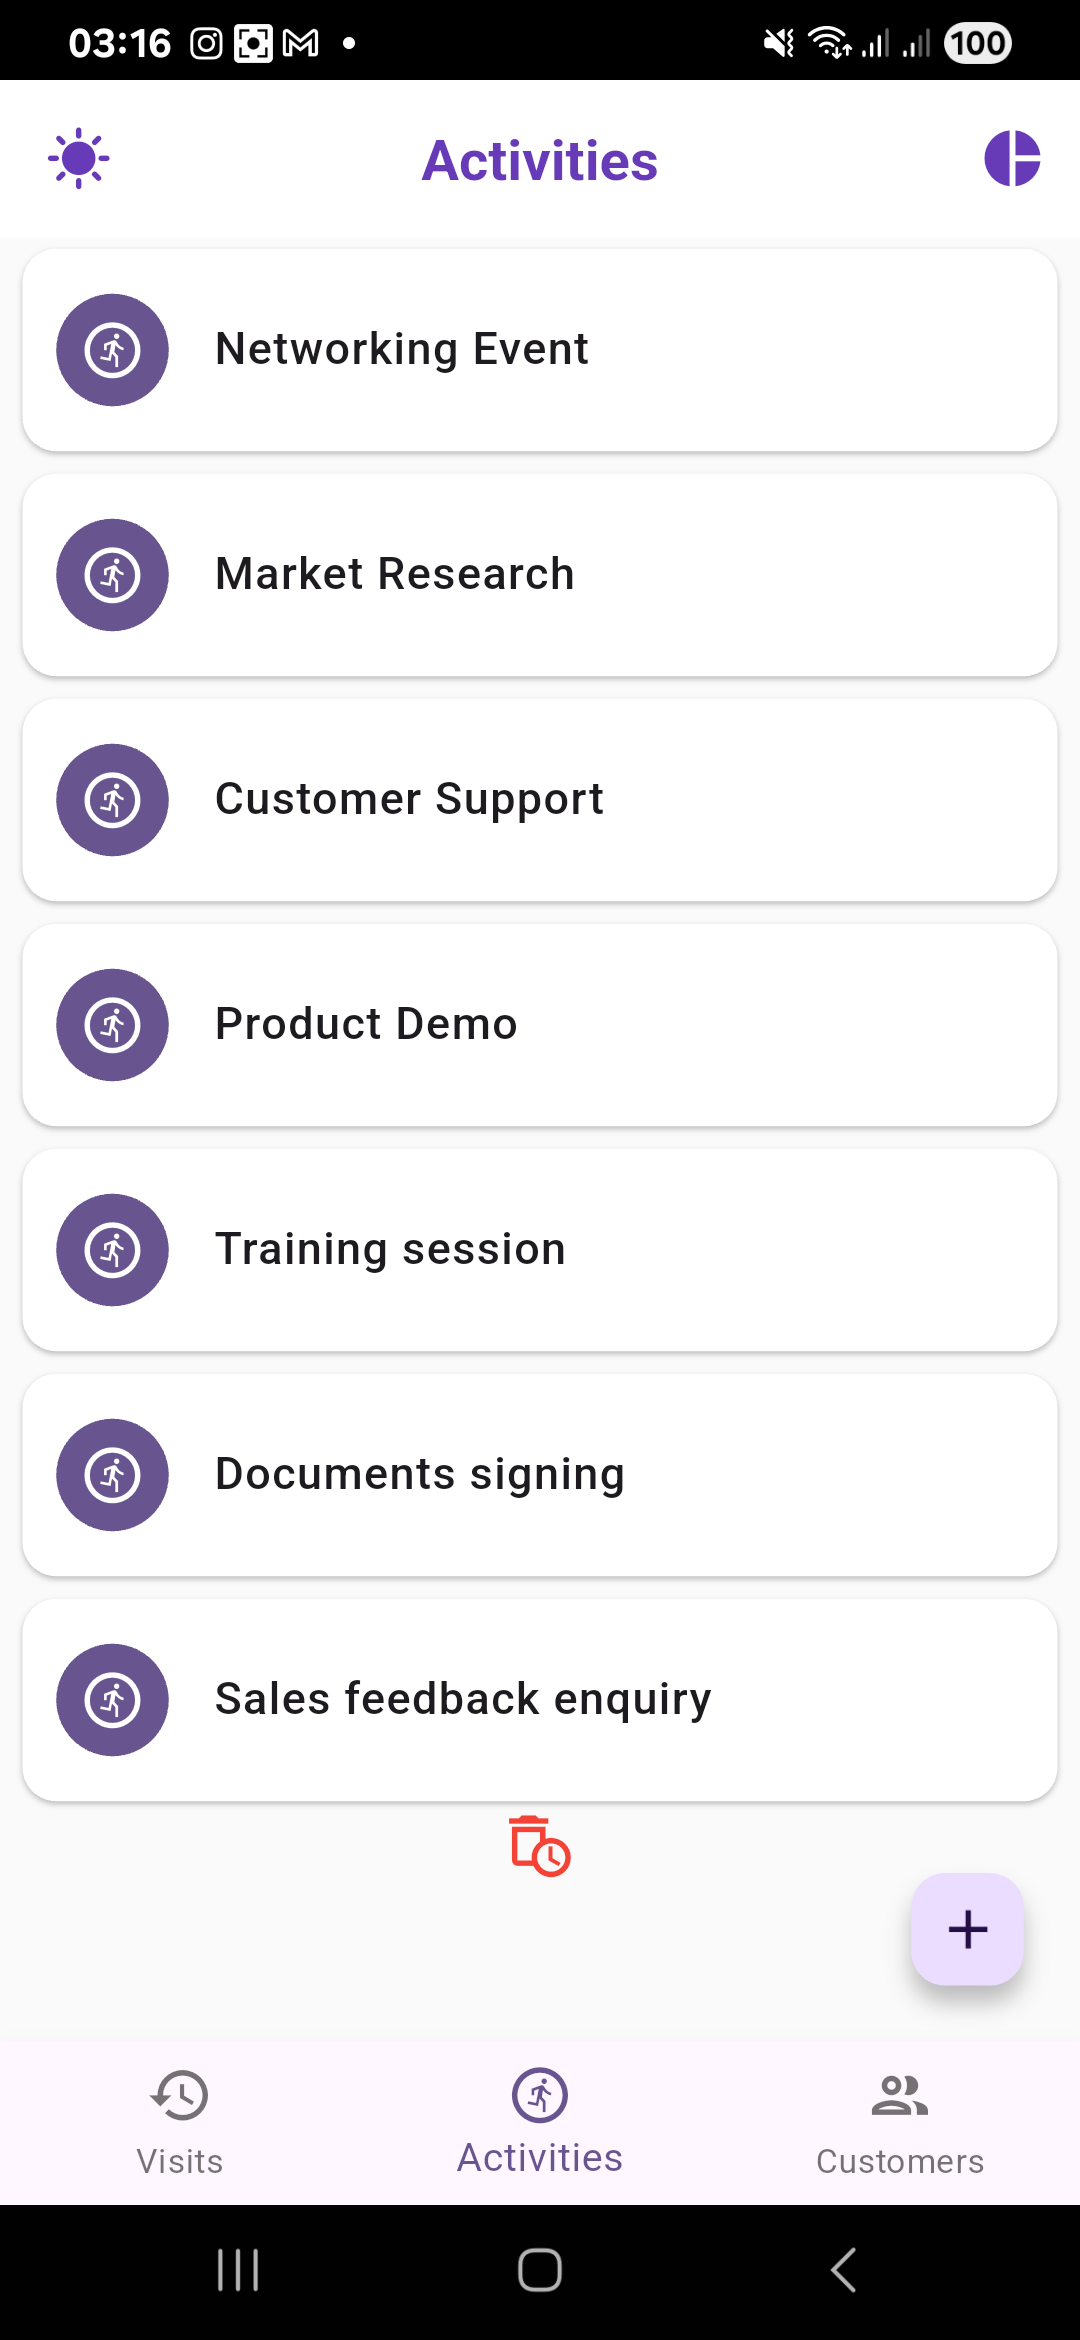 03:16
100
Activities
Networking Event
Market Research
Customer Support
Product Demo
Training session
Documents signing
Sales feedback enquiry
Visits
Activities
Customers